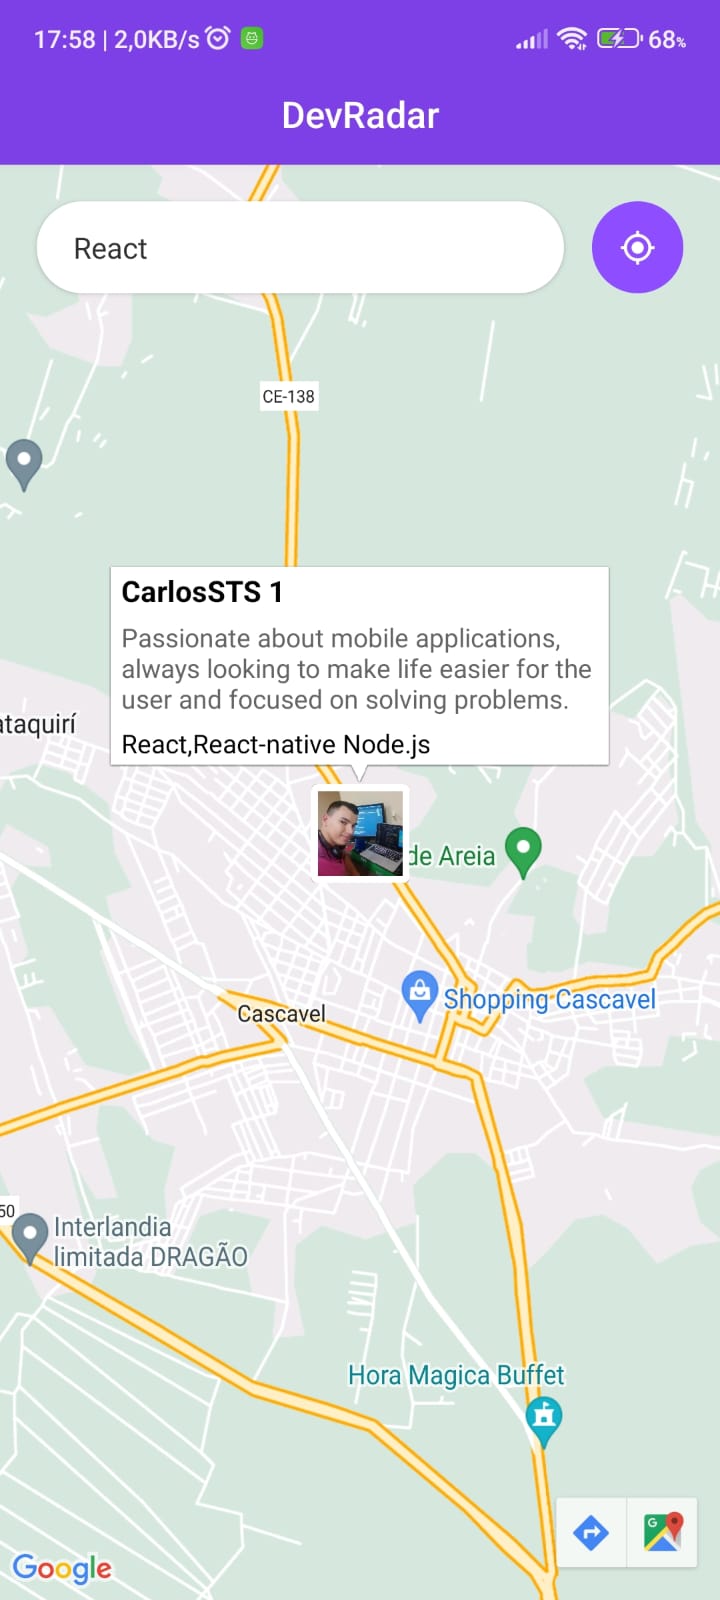 17:58 | 2,0KB/s
68%
DevRadar
React
CE-138
CarlosSTS 1
Passionate about mobile applications,
always looking to make life easier for the
user and focused on solving problems.
ataquirí
React,React-native Node.js
de Areia
Shopping Cascavel
Cascavel
50
Interlandia
limitada DRAGÃO
Hora Magica Buffet
G
Google